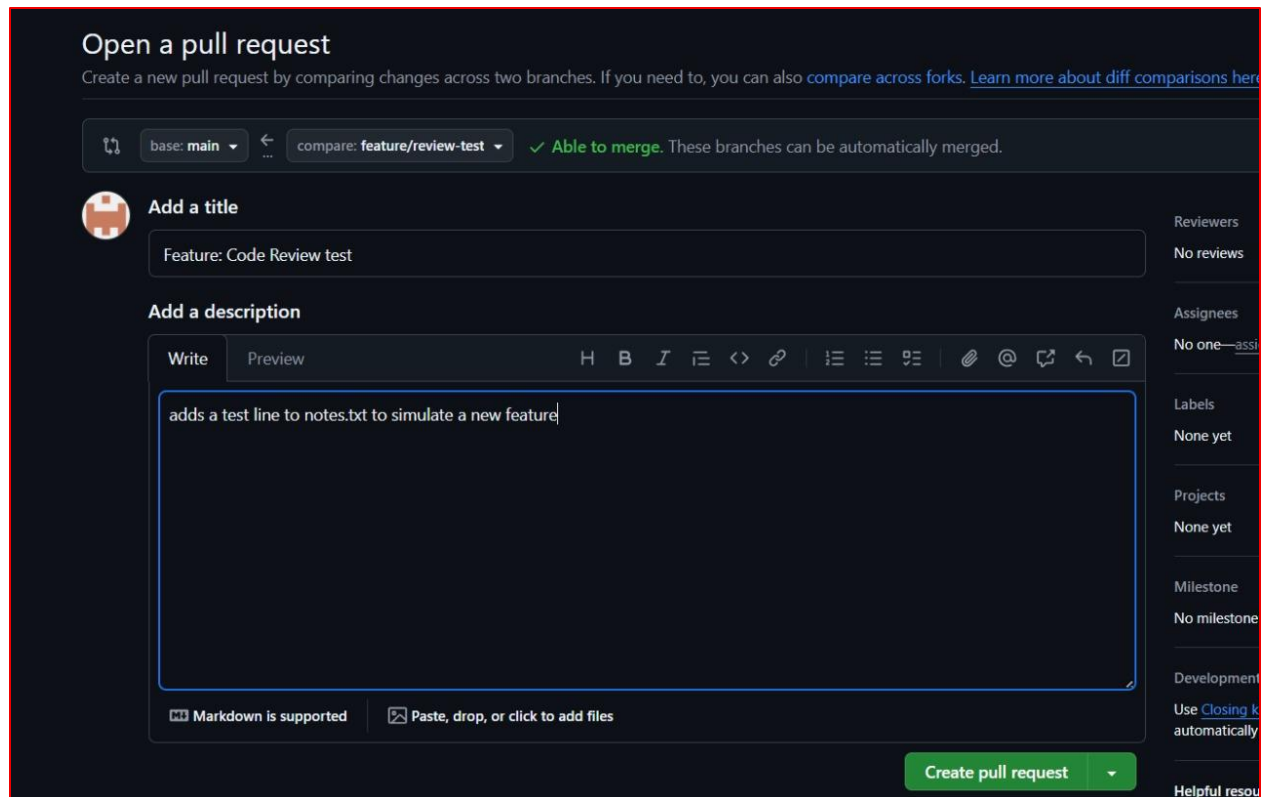 Open a pull request
Create a new pull request by comparing changes across two branches. If you need to, you can also compare across forks. Learn more about diff comparisons here
base: main
compare: feature/review-test
Able to merge. These branches can be automatically merged.
Add a title
Feature: Code Review test
Add a description
Write
Preview
H B I
adds a test line to notes.txt to simulate a new feature
Markdown is supported
Paste, drop, or click to add files
Create pull request
Reviewers
No reviews
Assignees
No one—assi
Labels
None yet
Projects
None yet
Milestone
No milestone
Development
Use Closing k
automatically
Helpful resou